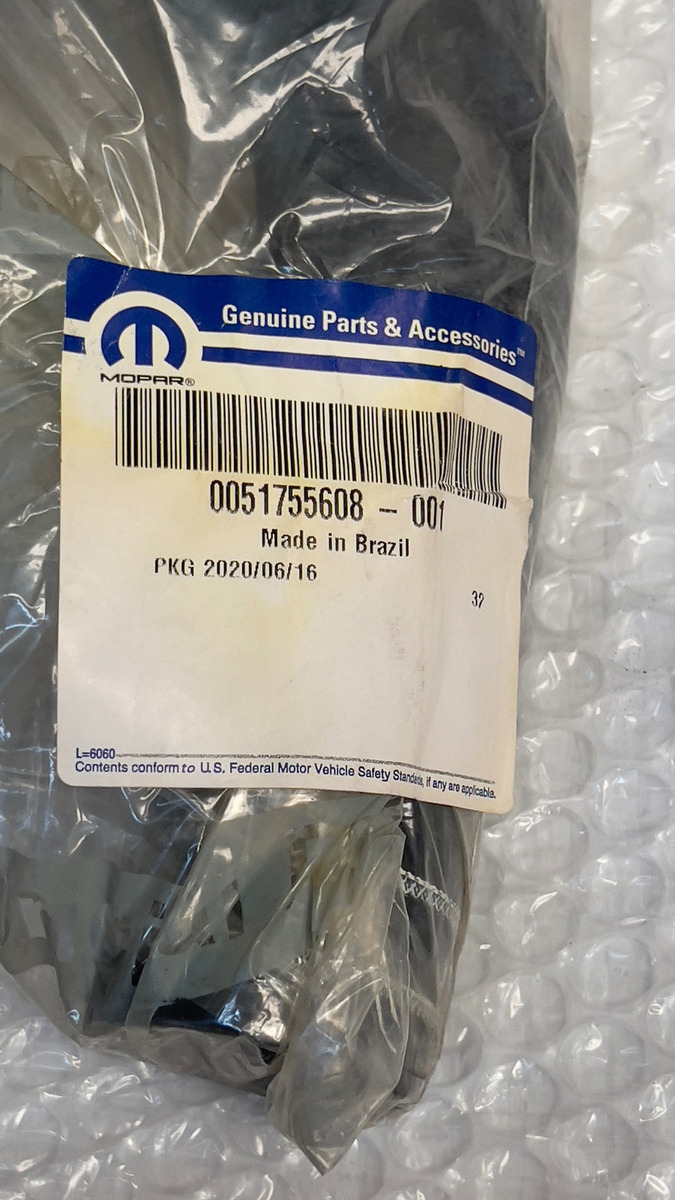 Genuine Parts & Accessories™
MOPAR®
0051755608 - 001
Made in Brazil
PKG 2020/06/16
32
L=6060
Contents conform to U.S. Federal Motor Vehicle Safety Standards, if any are applicable.